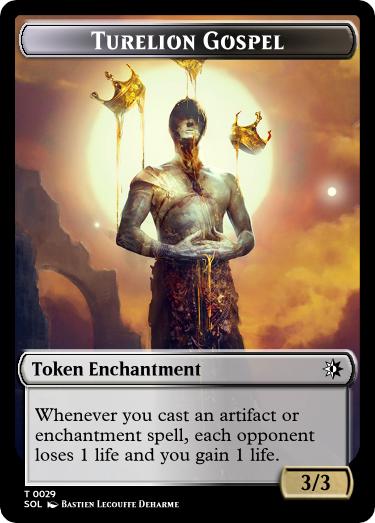 Turelion Gospel
Token Enchantment
Whenever you cast an artifact or
enchantment spell, each opponent
loses 1 life and you gain 1 life.
3/3
T 0029
SOL Bastien Lecouffe Deharme